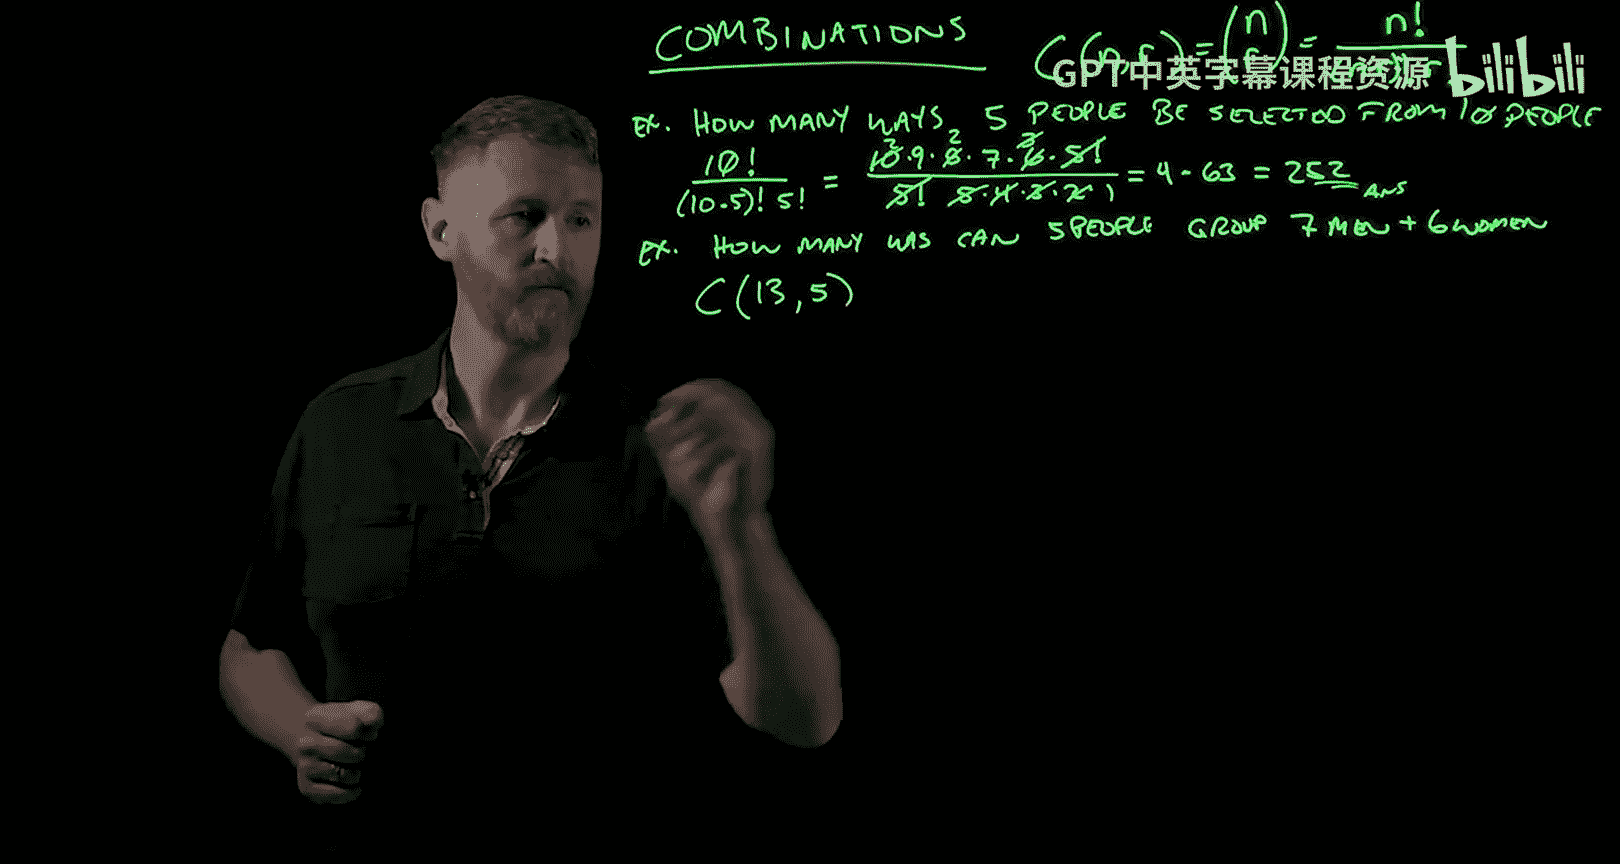 COMBINATIONS
C(n,r) = (n r) = n! /
GPT中英字幕课程资源 bilibili
EX. HOW MANY WAYS, 5 PEOPLE BE SELECTED FROM 10 PEOPLE
10! / (10-5)! 5! = 10·9·8·7·6·5! / 5! 5·4·3·2·1 = 4·63 = 252 ANS
2 2 2
EX. HOW MANY WAS CAN 5 PEOPLE GROUP 7 MEN + 6 WOMEN
C(13,5)